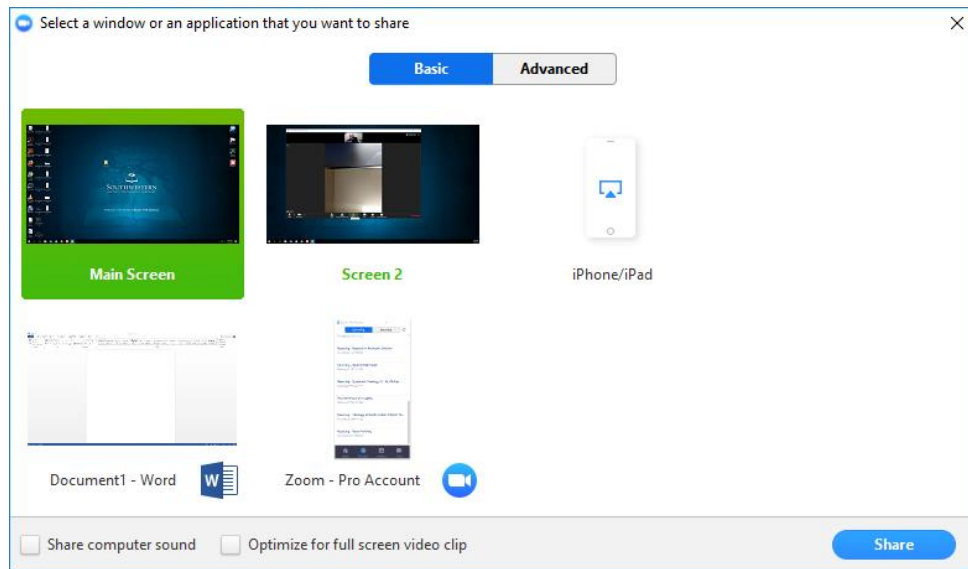 Select a window or an application that you want to share
Basic
Advanced
SOUTHWESTERN
Main Screen
Screen 2
iPhone/iPad
Document1 - Word
W
Zoom - Pro Account
Share computer sound
Optimize for full screen video clip
Share